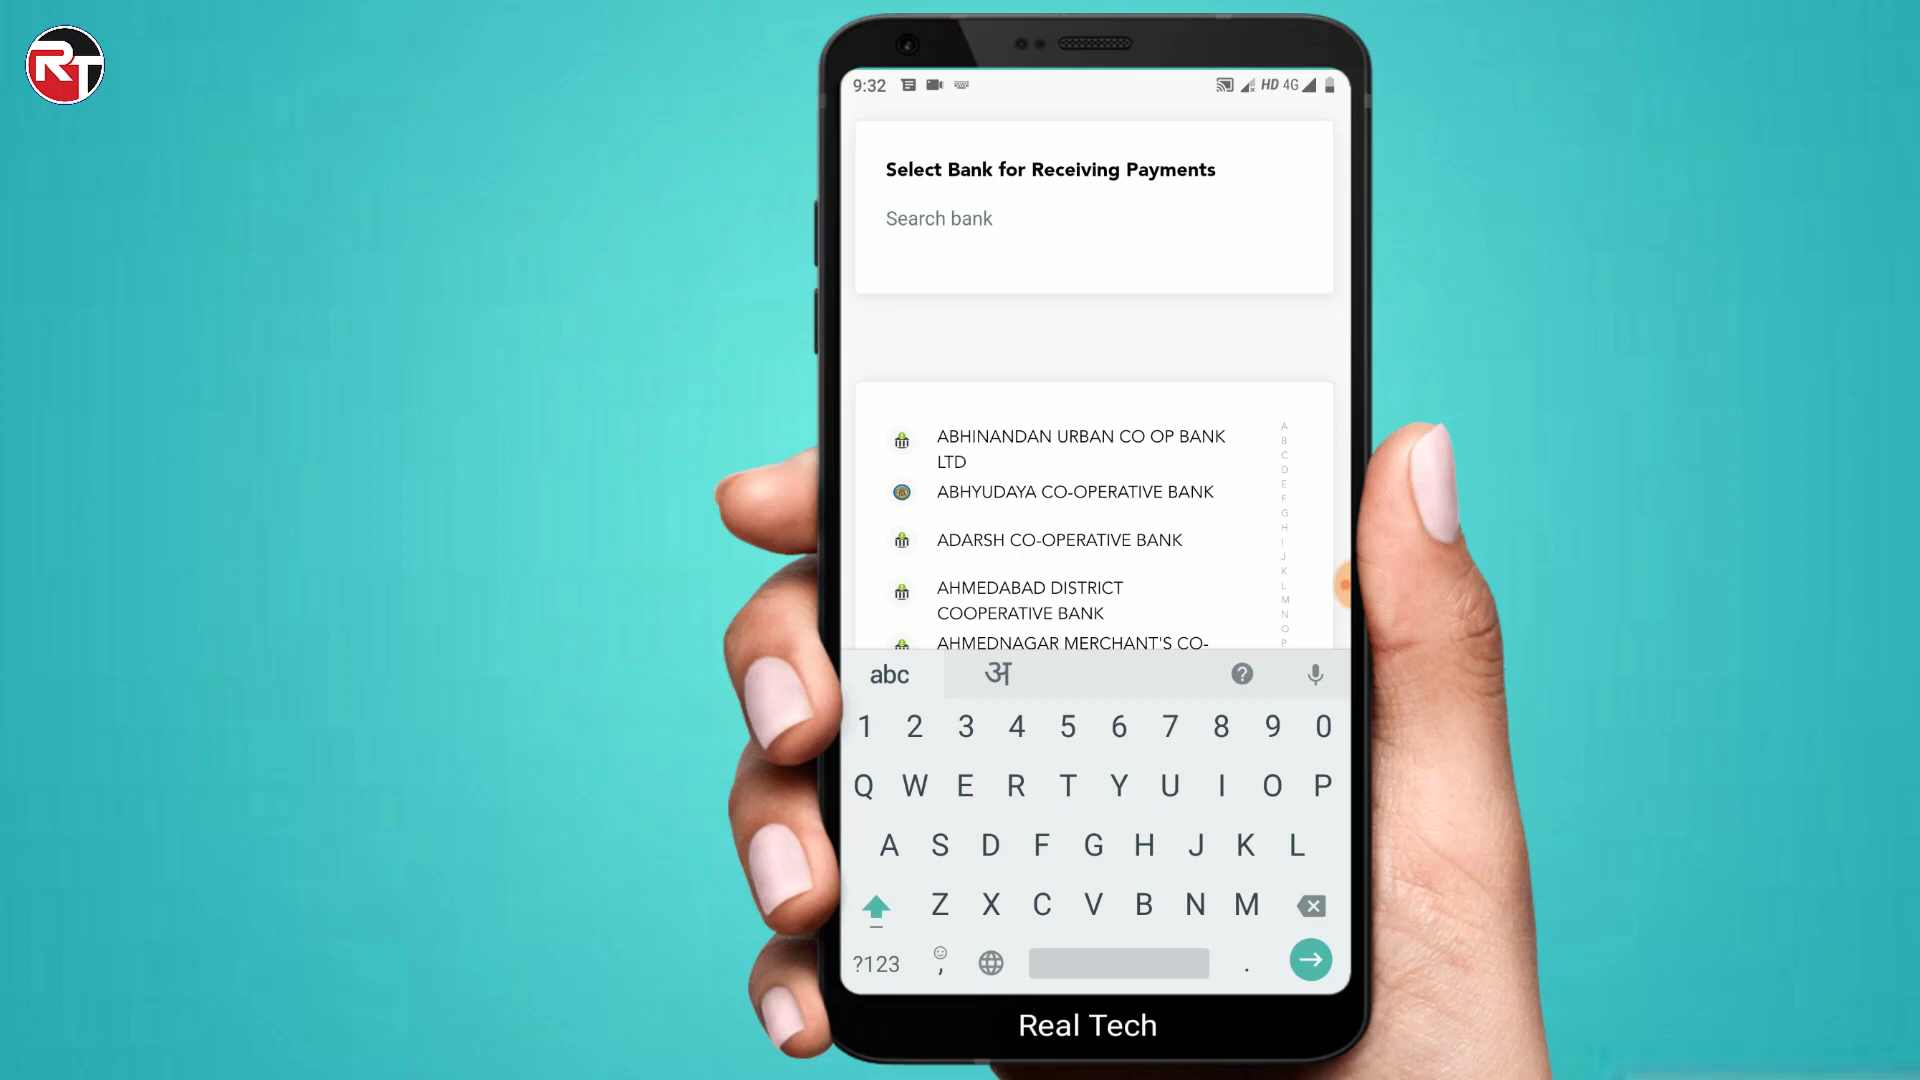 RT
9:32
HD 4G
Select Bank for Receiving Payments
Search bank
ABHINANDAN URBAN CO OP BANK
LTD
ABHYUDAYA CO-OPERATIVE BANK
ADARSH CO-OPERATIVE BANK
AHMEDABAD DISTRICT
COOPERATIVE BANK
AHMEDNAGAR MERCHANT'S CO-
A
B
C
D
E
F
G
H
I
J
K
L
M
N
O
P
abc अ ?
1 2 3 4 5 6 7 8 9 0
Q W E R T Y U I O P
A S D F G H J K L
Z X C V B N M
?123 , .
Real Tech